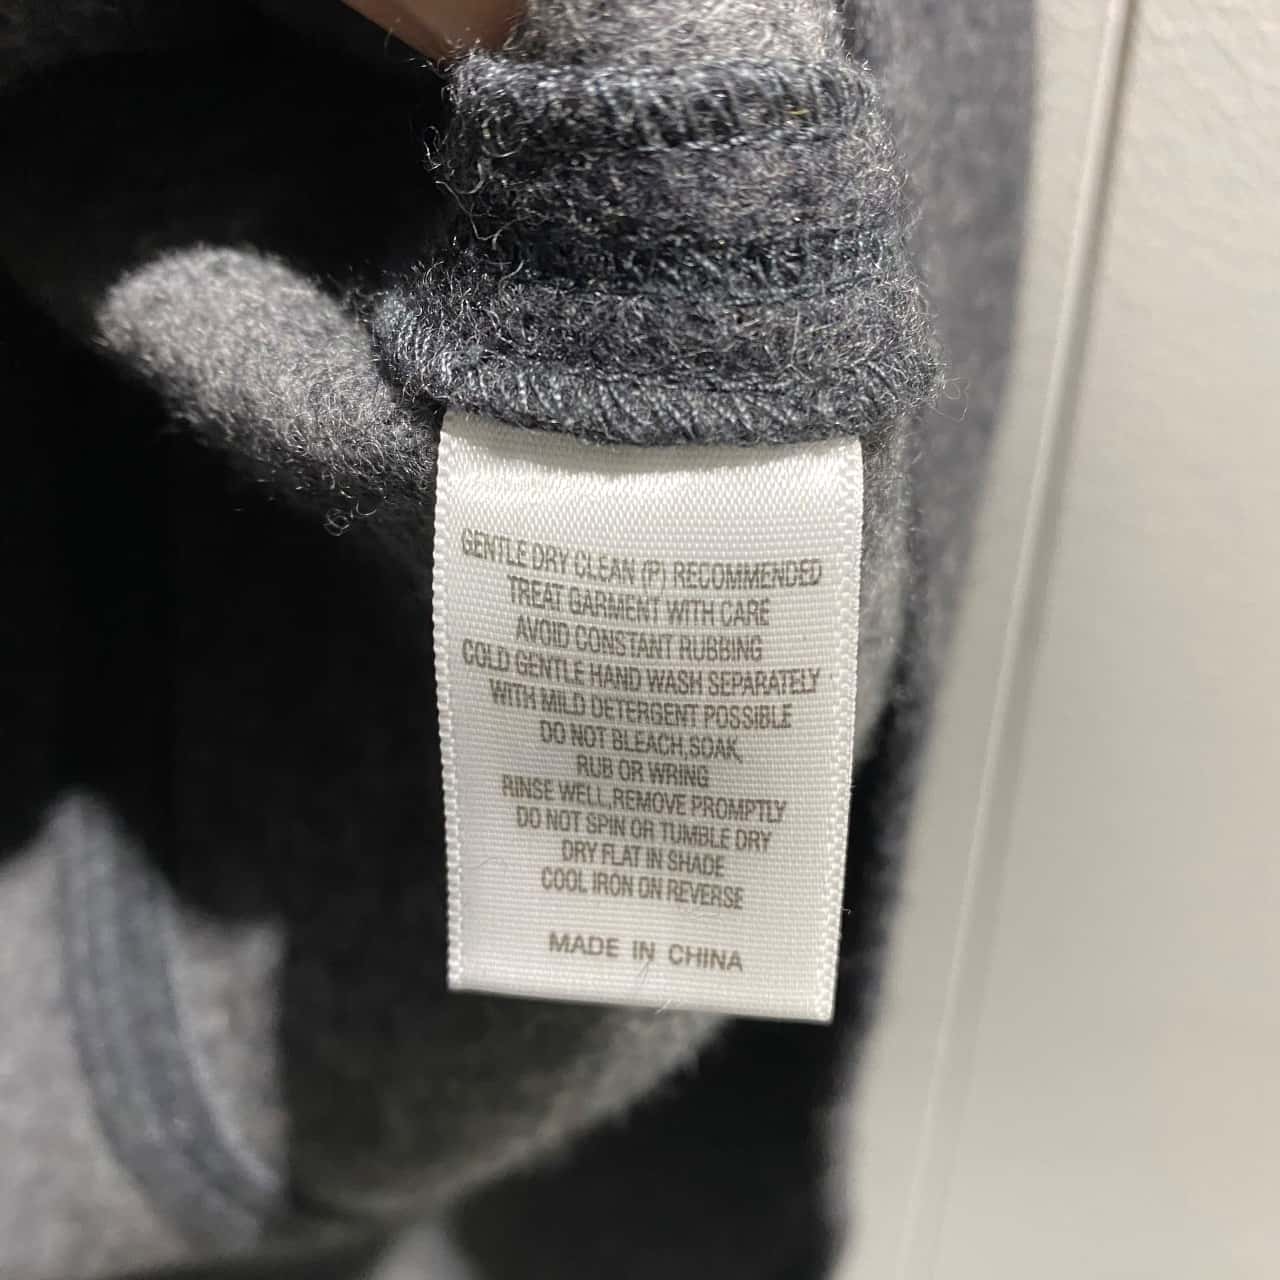 GENTLE DRY CLEAN (P) RECOMMENDED
TREAT GARMENT WITH CARE
AVOID CONSTANT RUBBING
COLD GENTLE HAND WASH SEPARATELY
WITH MILD DETERGENT POSSIBLE
DO NOT BLEACH,SOAK,
RUB OR WRING
RINSE WELL,REMOVE PROMPTLY
DO NOT SPIN OR TUMBLE DRY
DRY FLAT IN SHADE
COOL IRON ON REVERSE
MADE IN CHINA